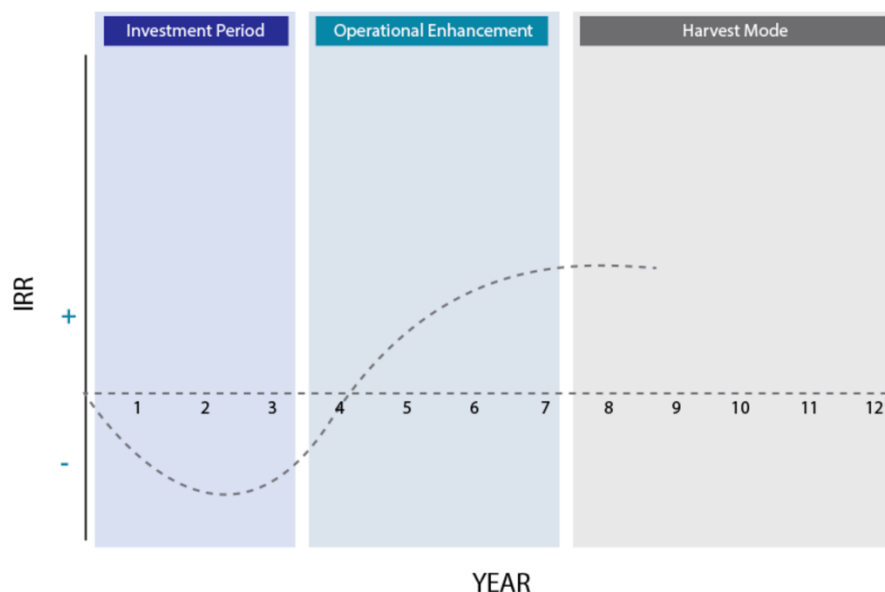 Investment Period
Operational Enhancement
Harvest Mode
IRR
+
-
1 2 3 4 5 6 7 8 9 10 11 12
YEAR